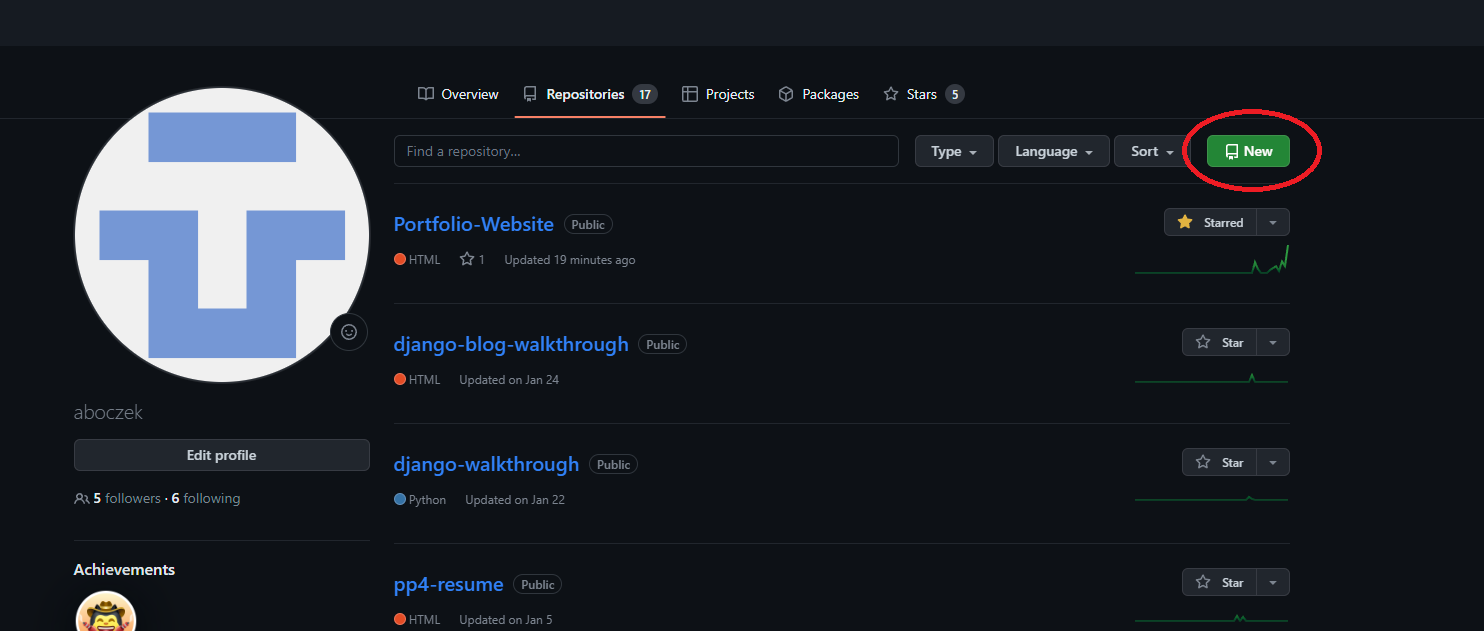 Overview Repositories 17 Projects Packages Stars 5
Find a repository... Type Language Sort New
Portfolio-Website Public Starred
HTML 1 Updated 19 minutes ago
django-blog-walkthrough Public Star
HTML Updated on Jan 24
aboczek
Edit profile
5 followers · 6 following
Achievements
django-walkthrough Public Star
Python Updated on Jan 22
pp4-resume Public Star
HTML Updated on Jan 5